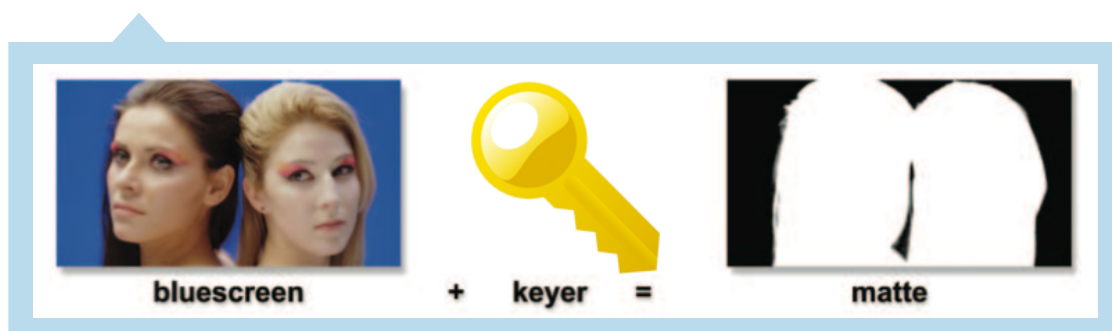 bluescreen + keyer = matte